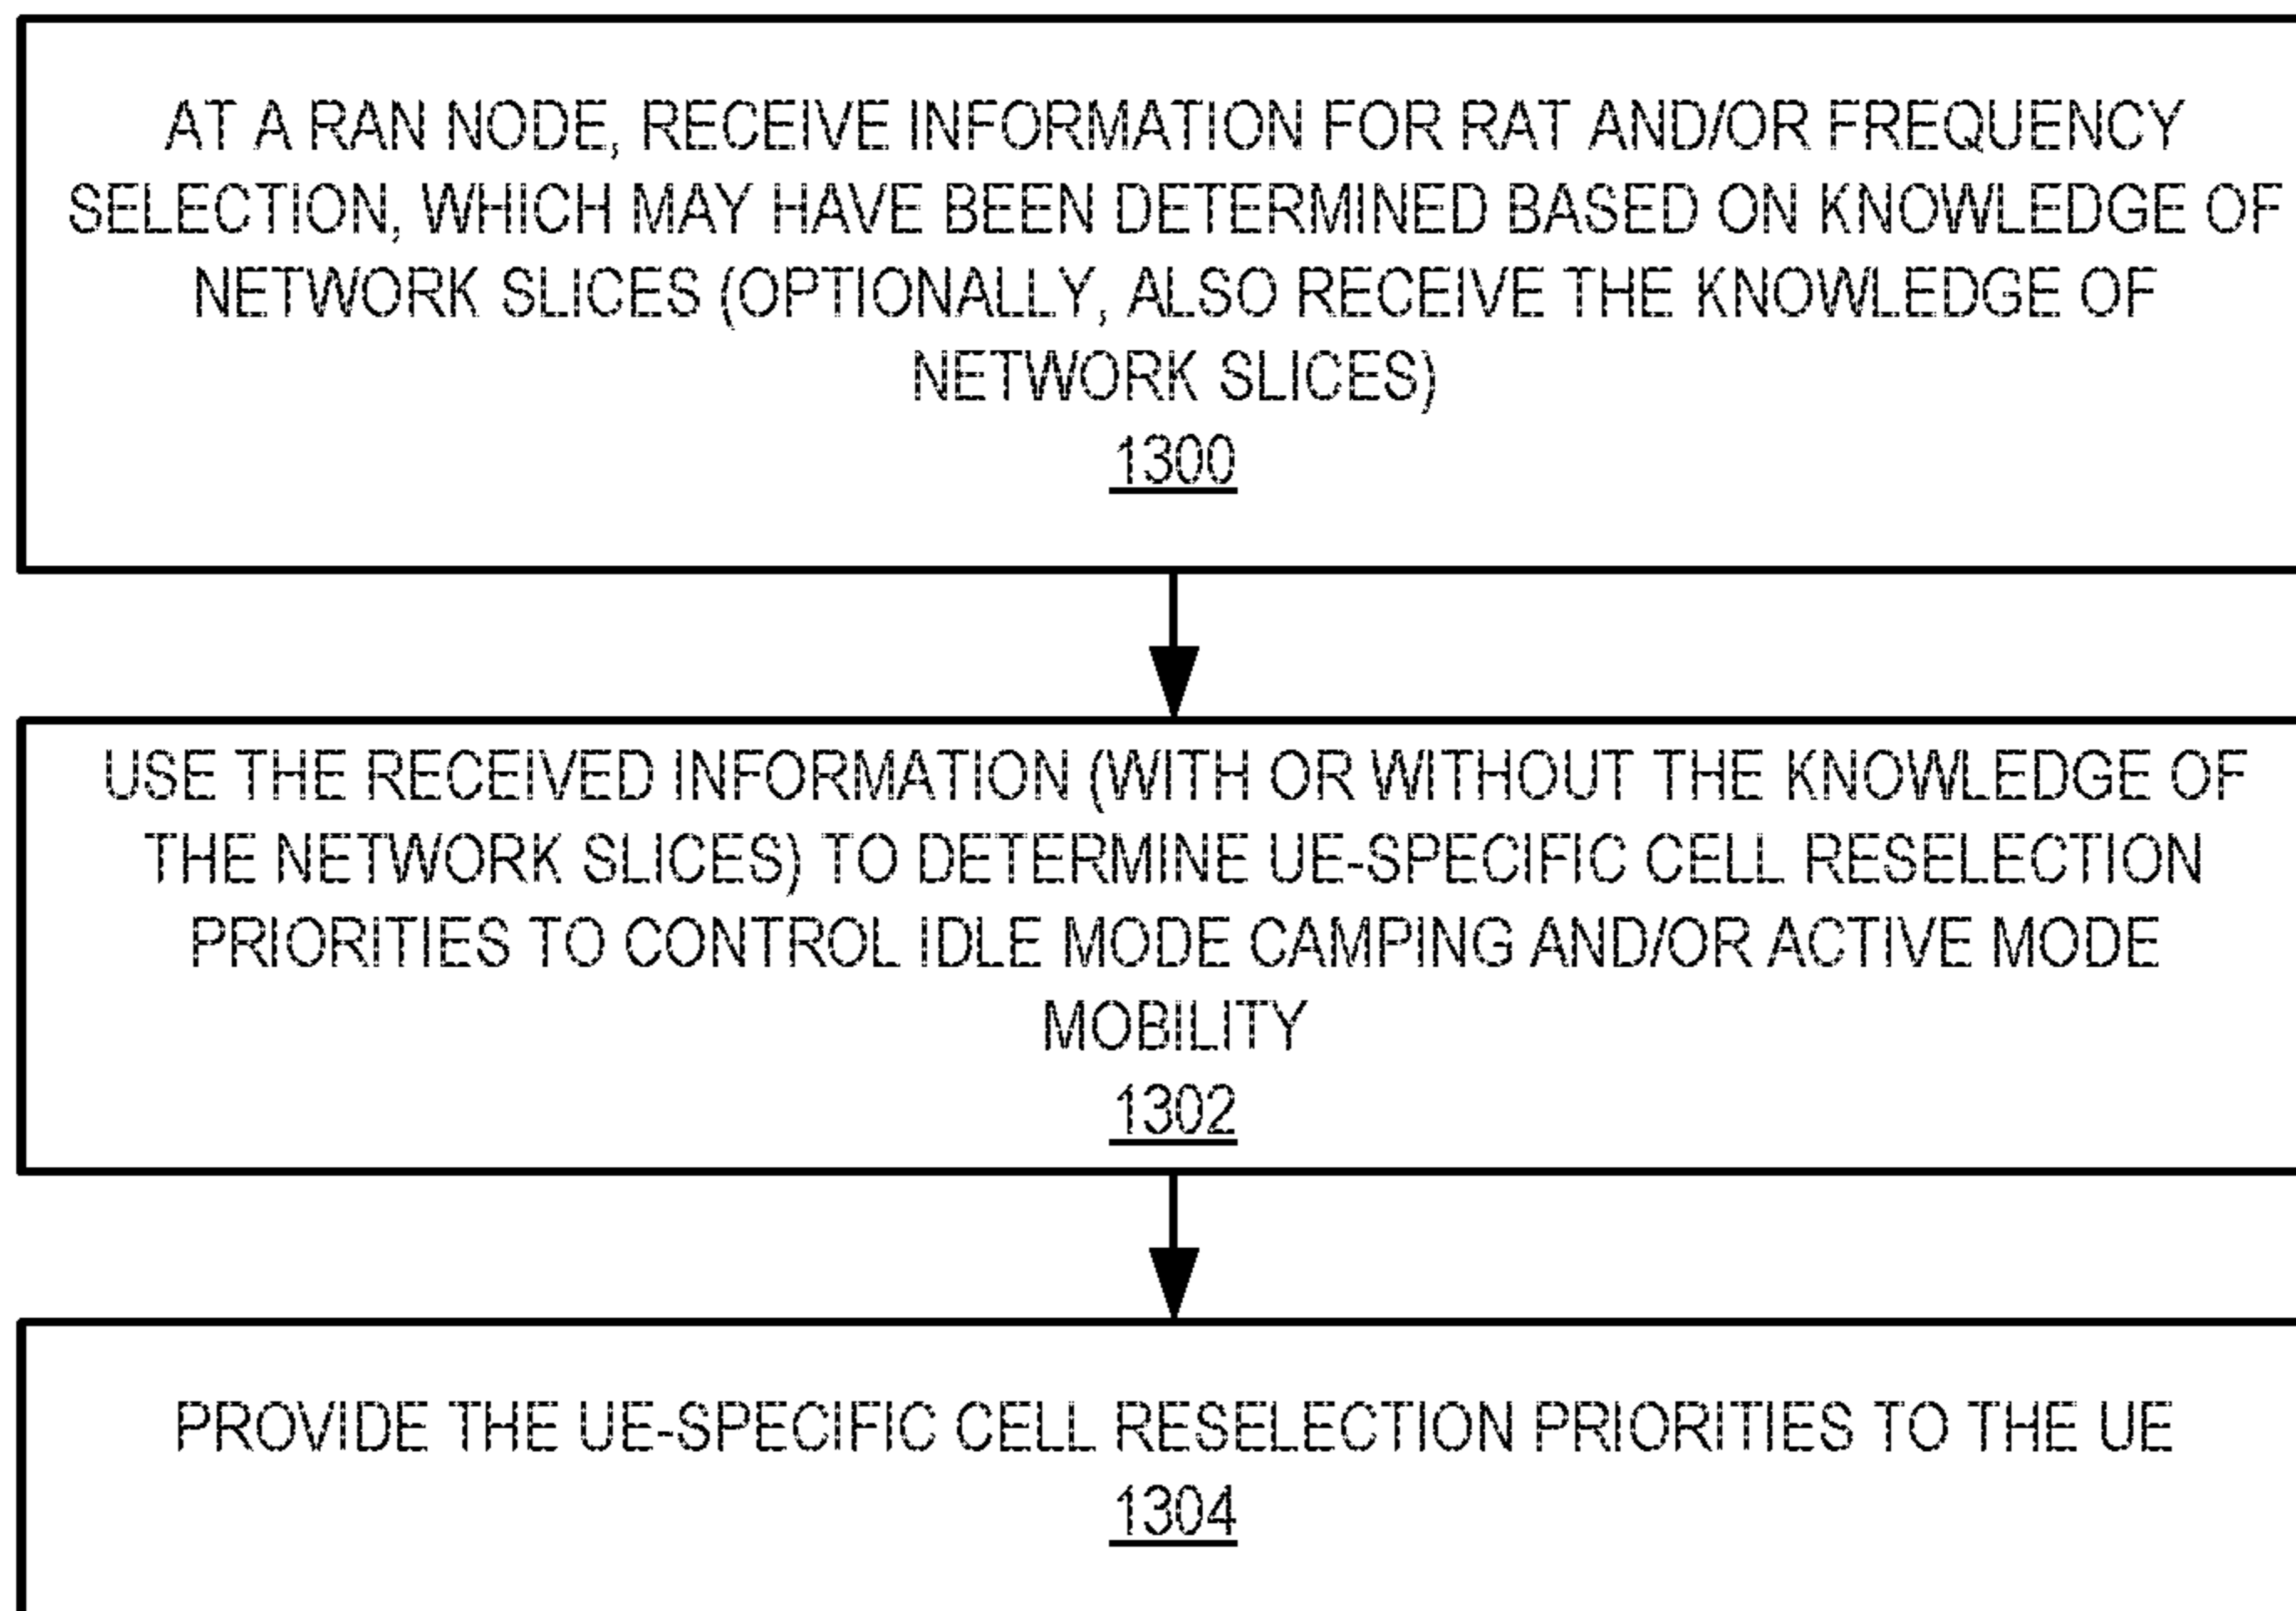 AT A RAN NODE, RECEIVE INFORMATION FOR RAT AND/OR FREQUENCY
SELECTION, WHICH MAY HAVE BEEN DETERMINED BASED ON KNOWLEDGE OF
NETWORK SLICES (OPTIONALLY, ALSO RECEIVE THE KNOWLEDGE OF
NETWORK SLICES)
1300
USE THE RECEIVED INFORMATION (WITH OR WITHOUT THE KNOWLEDGE OF
THE NETWORK SLICES) TO DETERMINE UE-SPECIFIC CELL RESELECTION
PRIORITIES TO CONTROL IDLE MODE CAMPING AND/OR ACTIVE MODE
MOBILITY
1302
PROVIDE THE UE-SPECIFIC CELL RESELECTION PRIORITIES TO THE UE
1304